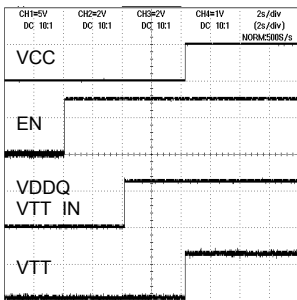 CH1=5V CH2=2V CH3=2V CH4=1V 2s/div
DC 10:1 DC 10:1 DC 10:1 DC 10:1 (2s/div)
NORM:500S/s
VCC
EN
VDDQ
VTT IN
VTT